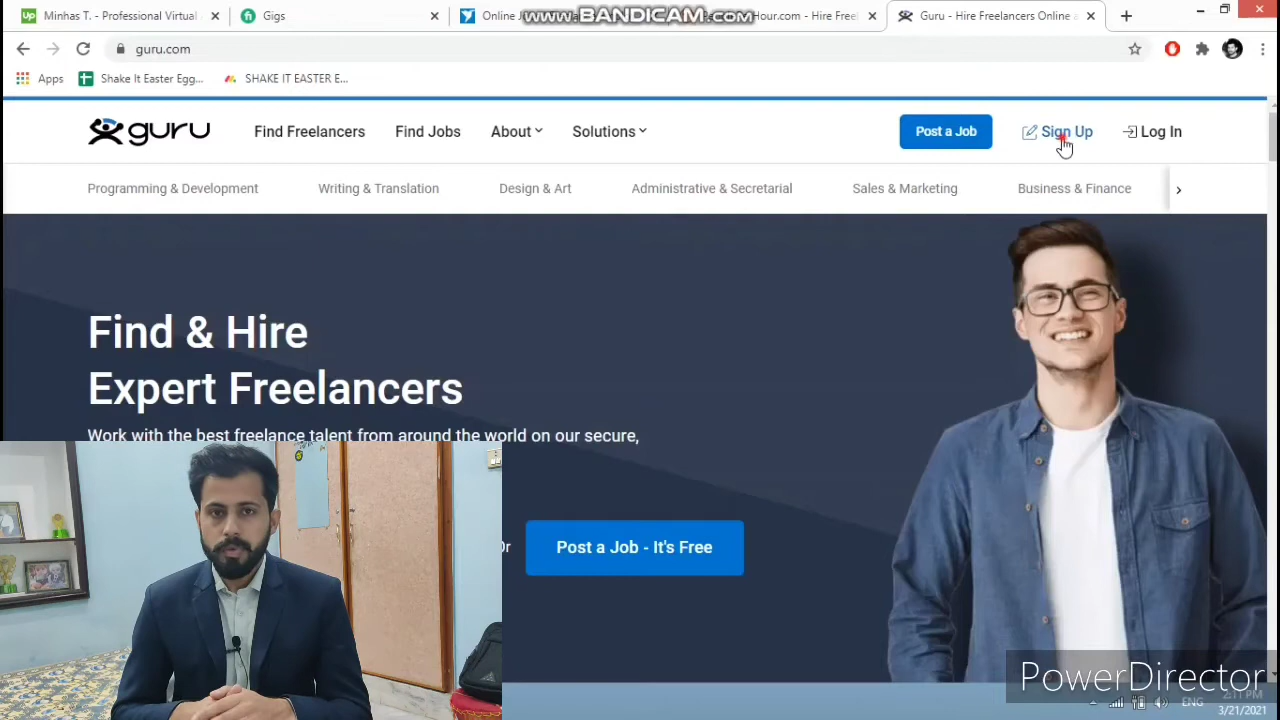 Minhas T. - Professional Virtual
Gigs
Online J
www.BANDICAM.com
Hour.com - Hire Freel
Guru - Hire Freelancers Online a
guru.com
Apps
Shake It Easter Egg...
SHAKE IT EASTER E...
guru
Find Freelancers
Find Jobs
About
Solutions
Post a Job
Sign Up
Log In
Programming & Development
Writing & Translation
Design & Art
Administrative & Secretarial
Sales & Marketing
Business & Finance
Find & Hire
Expert Freelancers
Work with the best freelance talent from around the world on our secure,
Or
Post a Job - It's Free
PowerDirector
2:11 PM
ENG
3/21/2021